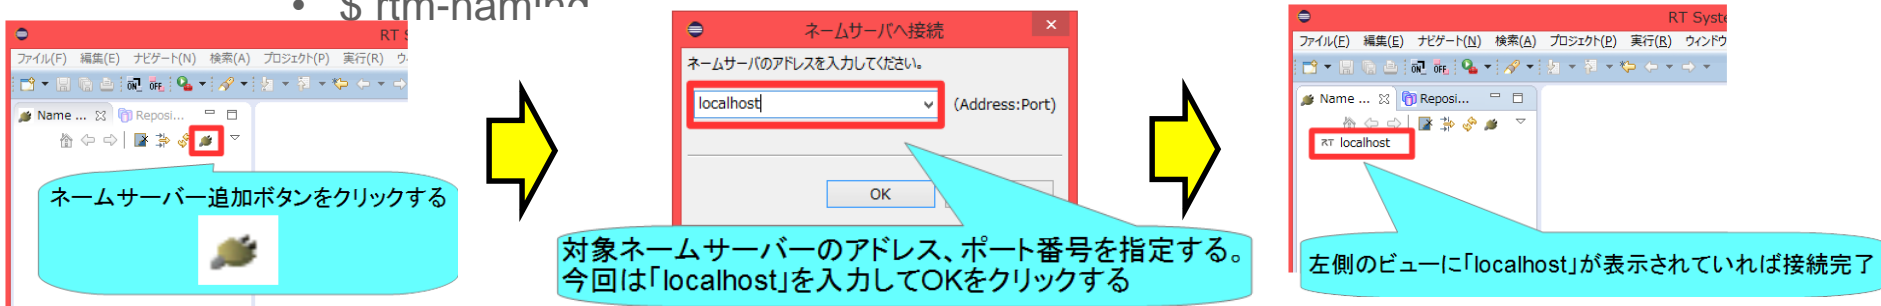 • $ rtm-naming
RT S
ファイル(F) 編集(E) ナビゲート(N) 検索(A) プロジェクト(P) 実行(R) ウ
Name ... Reposi...
ネームサーバー追加ボタンをクリックする
ネームサーバへ接続
ネームサーバのアドレスを入力してください。
localhost (Address:Port)
OK
対象ネームサーバーのアドレス、ポート番号を指定する。
今回は「localhost」を入力してOKをクリックする
RT Syste
ファイル(F) 編集(E) ナビゲート(N) 検索(A) プロジェクト(P) 実行(R) ウィンドウ
Name ... Reposi...
RT localhost
左側のビューに「localhost」が表示されていれば接続完了